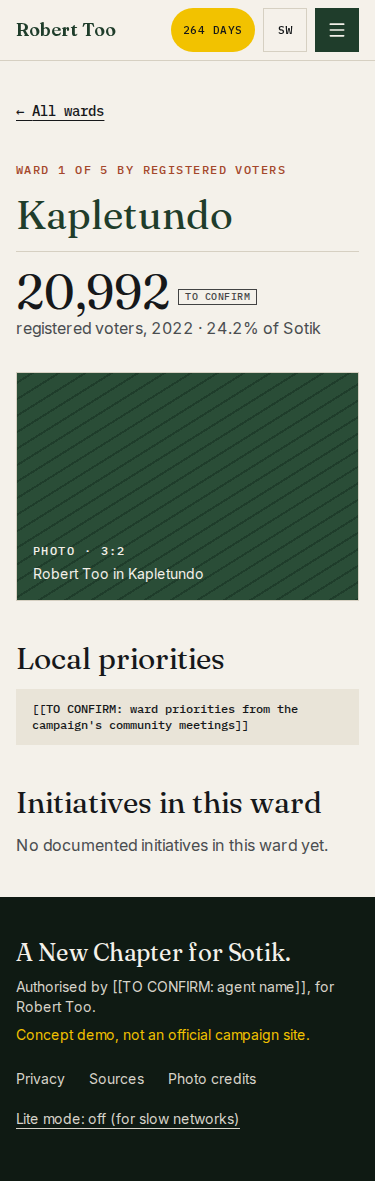 Robert Too
264 DAYS
SW
← All wards
WARD 1 OF 5 BY REGISTERED VOTERS
Kapletundo
20,992 TO CONFIRM
registered voters, 2022 · 24.2% of Sotik
PHOTO · 3:2
Robert Too in Kapletundo
Local priorities
[[TO CONFIRM: ward priorities from the
campaign's community meetings]]
Initiatives in this ward
No documented initiatives in this ward yet.
A New Chapter for Sotik.
Authorised by [[TO CONFIRM: agent name]], for
Robert Too.
Concept demo, not an official campaign site.
Privacy Sources Photo credits
Lite mode: off (for slow networks)